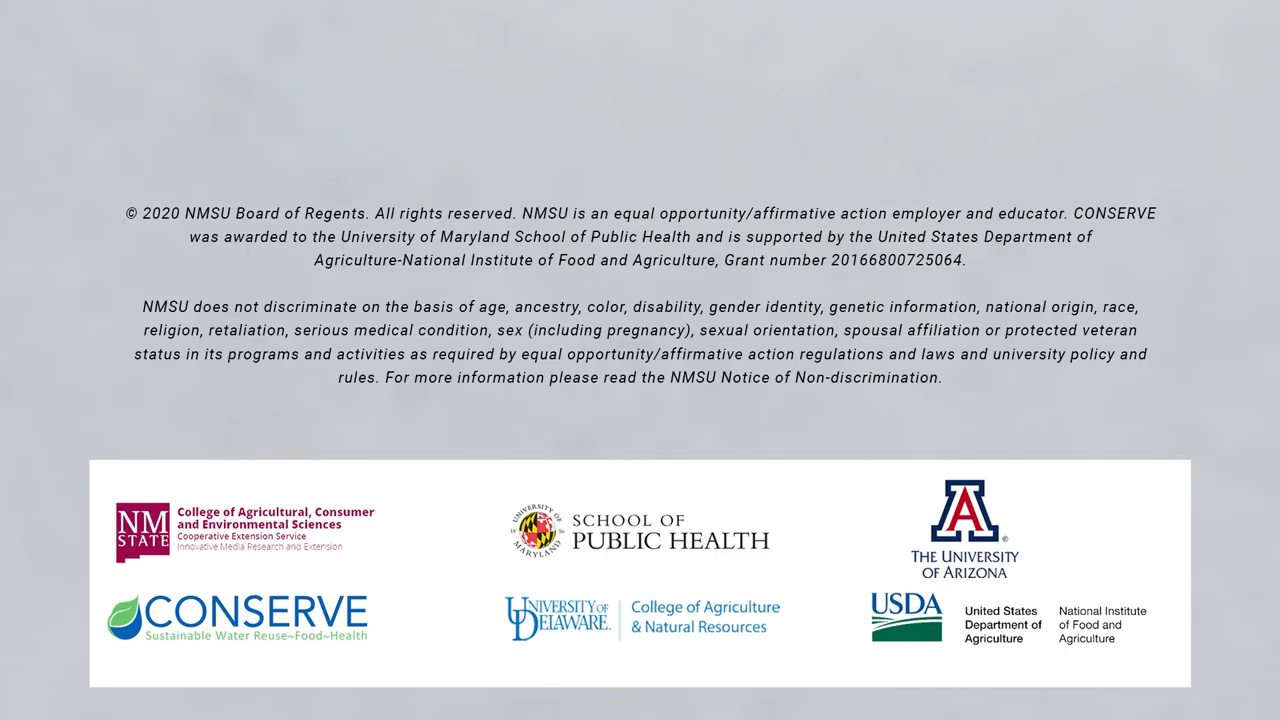 © 2020 NMSU Board of Regents. All rights reserved. NMSU is an equal opportunity/affirmative action employer and educator. CONSERVE
was awarded to the University of Maryland School of Public Health and is supported by the United States Department of
Agriculture-National Institute of Food and Agriculture, Grant number 20166800725064.
NMSU does not discriminate on the basis of age, ancestry, color, disability, gender identity, genetic information, national origin, race,
religion, retaliation, serious medical condition, sex (including pregnancy), sexual orientation, spousal affiliation or protected veteran
status in its programs and activities as required by equal opportunity/affirmative action regulations and laws and university policy and
rules. For more information please read the NMSU Notice of Non-discrimination.
NM
STATE
College of Agricultural, Consumer
and Environmental Sciences
Cooperative Extension Service
Innovative Media Research and Extension
UNIVERSITY OF
18 56
MARYLAND
SCHOOL OF
PUBLIC HEALTH
A
®
THE UNIVERSITY
OF ARIZONA
CONSERVE
Sustainable Water Reuse~Food~Health
UNIVERSITY OF
DELAWARE.
College of Agriculture
& Natural Resources
USDA
United States
Department of
Agriculture
National Institute
of Food and
Agriculture